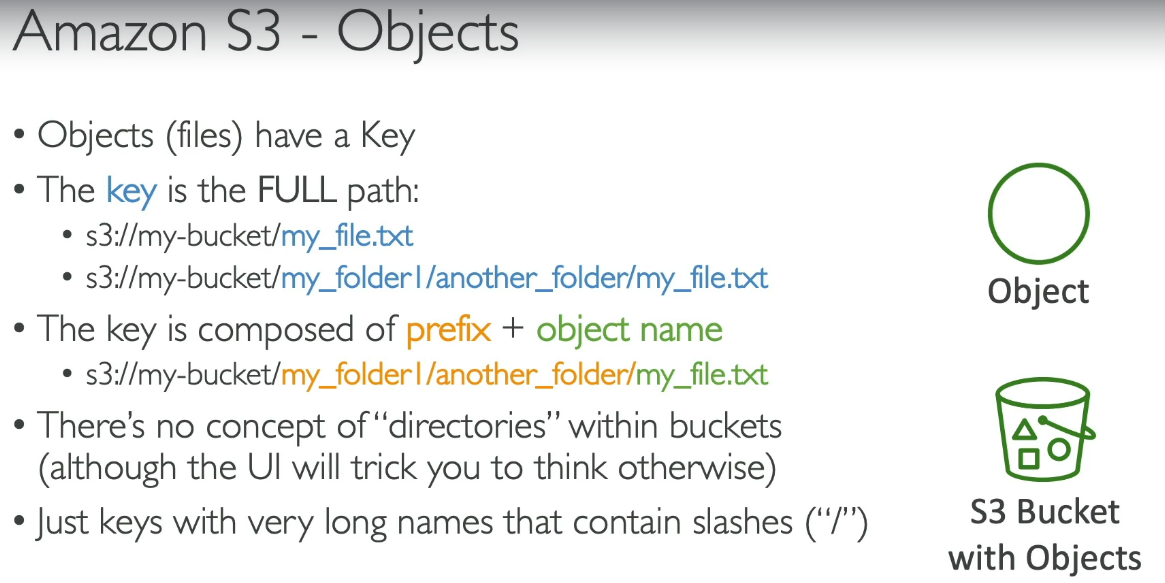 Amazon S3 - Objects
• Objects (files) have a Key
• The key is the FULL path:
• s3://my-bucket/my_file.txt
• s3://my-bucket/my_folder1/another_folder/my_file.txt
• The key is composed of prefix + object name
• s3://my-bucket/my_folder1/another_folder/my_file.txt
• There’s no concept of “directories” within buckets
(although the UI will trick you to think otherwise)
• Just keys with very long names that contain slashes (“/”)
Object
S3 Bucket
with Objects